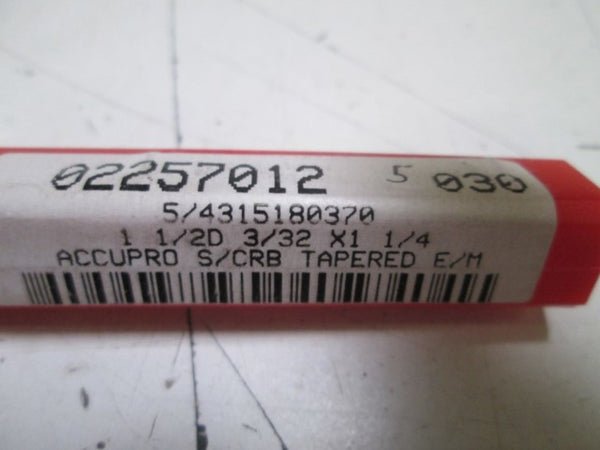 02257012 5 030
5/4315180370
1 1/2D 3/32 X1 1/4
ACCUPRO S/CRB TAPERED E/M